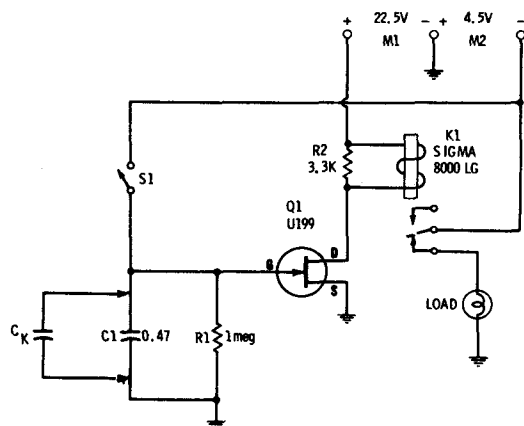 + 22.5V - + 4.5V -
M1 M2
K1
SIGMA
8000 LG
R2
3.3K
S1
Q1
U199
G D
S
LOAD
CK C1 0.47 R1 1meg